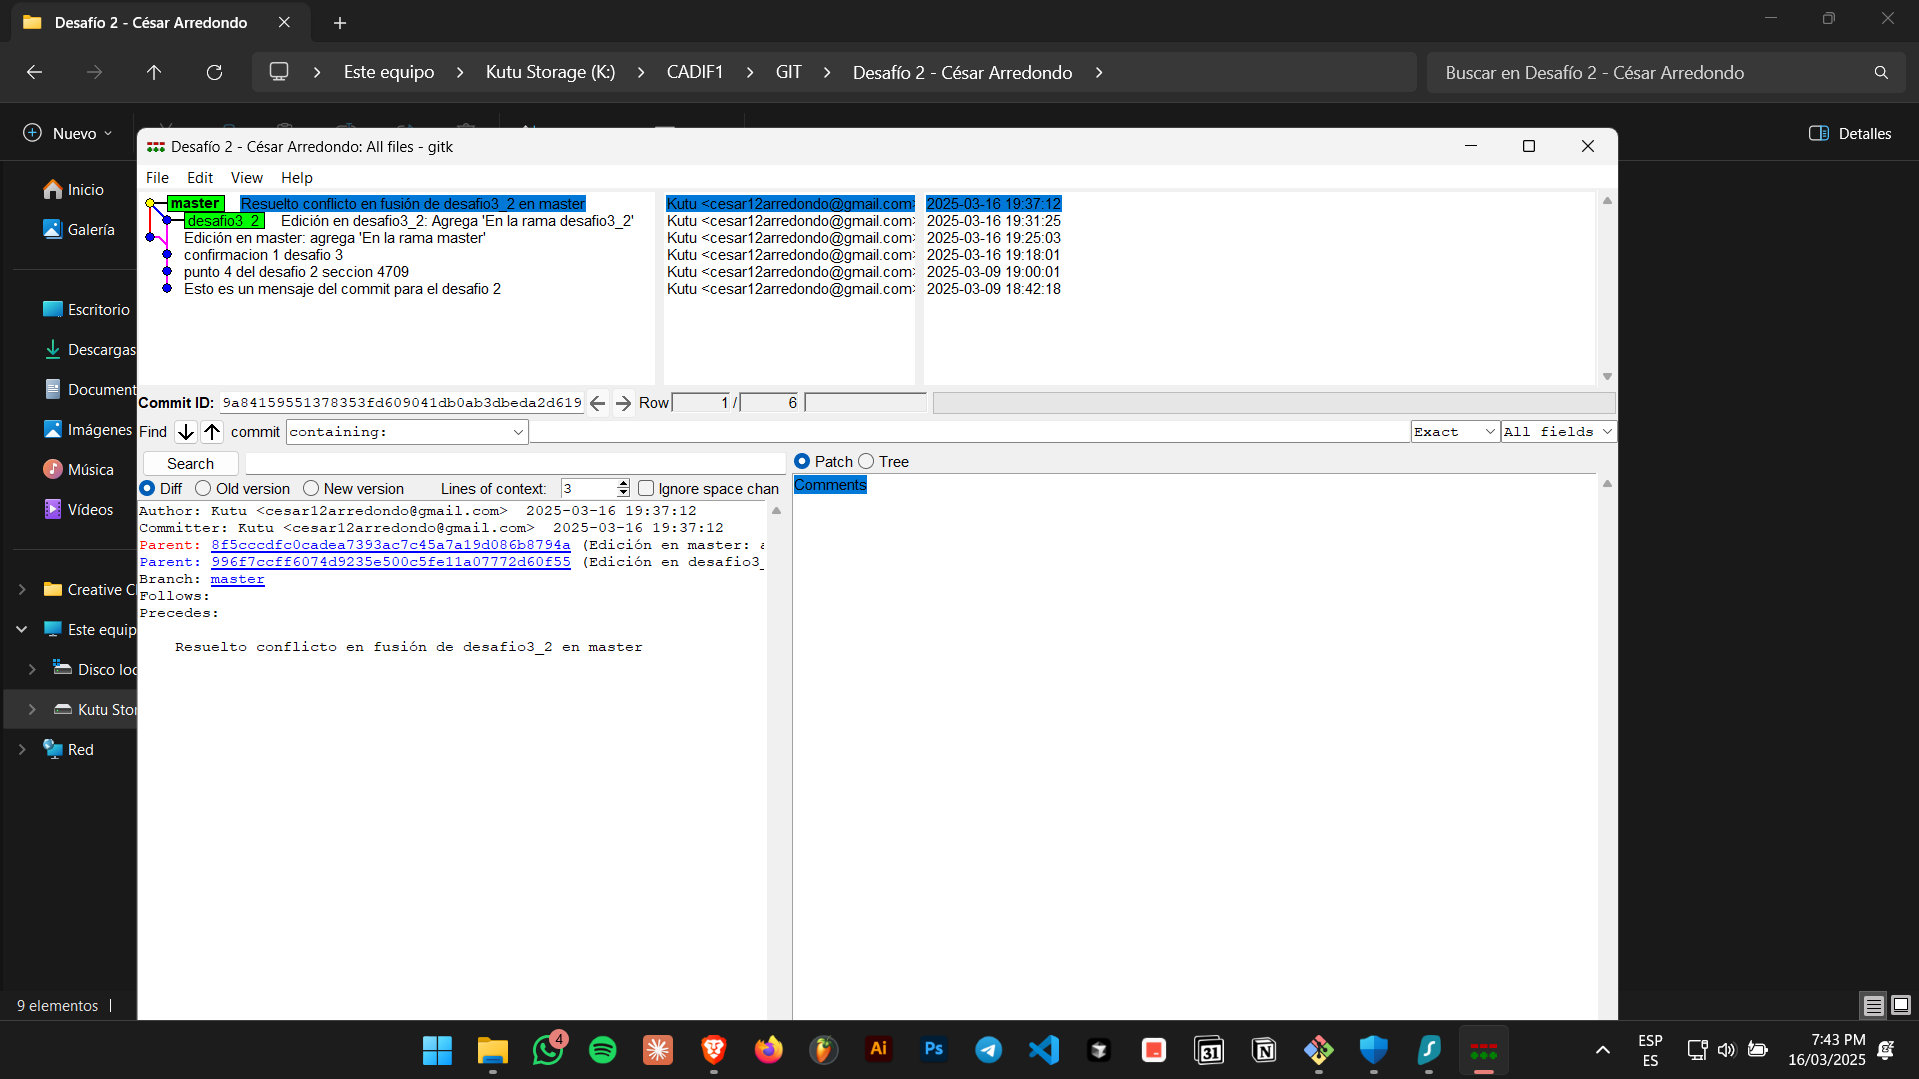 Desafío 2 - César Arredondo
Este equipo
Kutu Storage (K:)
CADIF1
GIT
Desafío 2 - César Arredondo
Buscar en Desafío 2 - César Arredondo
Nuevo
Detalles
Desafío 2 - César Arredondo: All files - gitk
File Edit View Help
Inicio
Galería
Escritorio
Descargas
Document
Imágenes
Música
Vídeos
Creative C
Este equip
Disco loc
Kutu Stor
Red
master Resuelto conflicto en fusión de desafio3_2 en master Kutu <cesar12arredondo@gmail.com> 2025-03-16 19:37:12
desafio3_2 Edición en desafio3_2: Agrega 'En la rama desafio3_2' Kutu <cesar12arredondo@gmail.com> 2025-03-16 19:31:25
Edición en master: agrega 'En la rama master' Kutu <cesar12arredondo@gmail.com> 2025-03-16 19:25:03
confirmacion 1 desafio 3 Kutu <cesar12arredondo@gmail.com> 2025-03-16 19:18:01
punto 4 del desafio 2 seccion 4709 Kutu <cesar12arredondo@gmail.com> 2025-03-09 19:00:01
Esto es un mensaje del commit para el desafio 2 Kutu <cesar12arredondo@gmail.com> 2025-03-09 18:42:18
Commit ID: 9a84159551378353fd609041db0ab3dbeda2d619 Row 1 / 6
Find commit containing: Exact All fields
Search
Patch Tree
Diff Old version New version Lines of context: 3 Ignore space chan
Comments
Author: Kutu <cesar12arredondo@gmail.com> 2025-03-16 19:37:12
Committer: Kutu <cesar12arredondo@gmail.com> 2025-03-16 19:37:12
Parent: 8f5cccdfc0cadea7393ac7c45a7a19d086b8794a (Edición en master: a
Parent: 996f7ccff6074d9235e500c5fe11a07772d60f55 (Edición en desafio3_
Branch: master
Follows:
Precedes:
Resuelto conflicto en fusión de desafio3_2 en master
9 elementos
4
Ai
Ps
31
ESP
ES
7:43 PM
16/03/2025